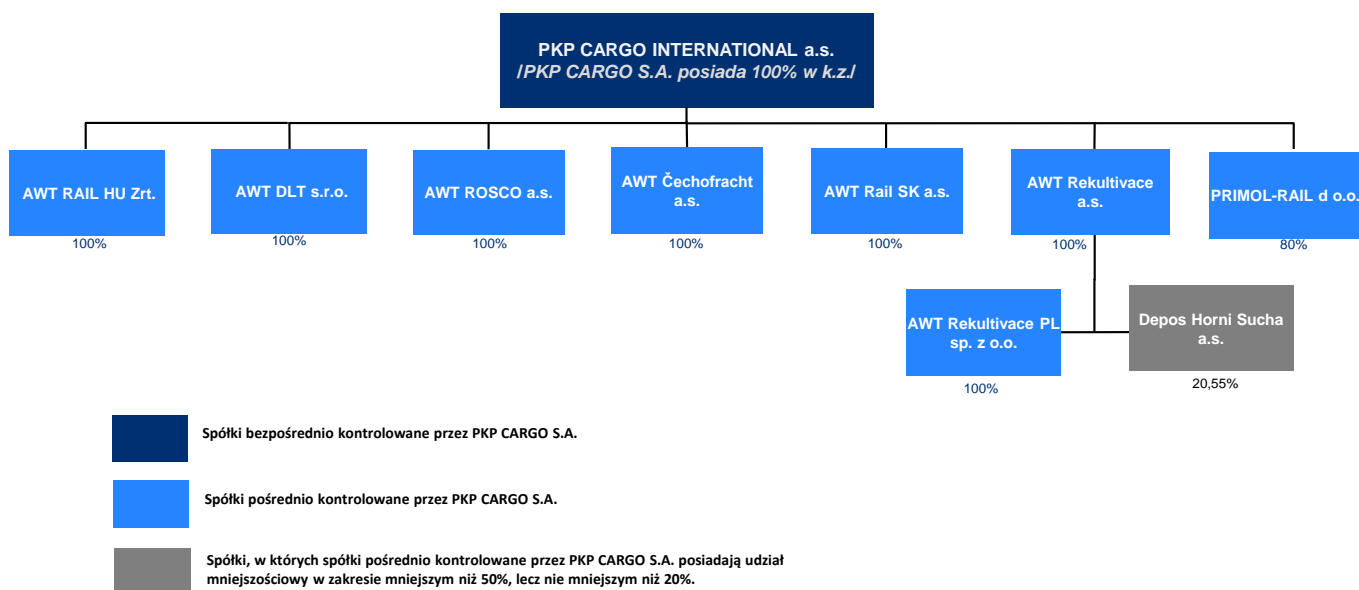 PKP CARGO INTERNATIONAL a.s.
/PKP CARGO S.A. posiada 100% w k.z./
AWT RAIL HU Zrt.
100%
AWT DLT s.r.o.
100%
AWT ROSCO a.s.
100%
AWT Čechofracht
a.s.
100%
AWT Rail SK a.s.
100%
AWT Rekultivace
a.s.
100%
PRIMOL-RAIL d o.o.
80%
AWT Rekultivace PL
sp. z o.o.
100%
Depos Horni Sucha
a.s.
20,55%
Spółki bezpośrednio kontrolowane przez PKP CARGO S.A.
Spółki pośrednio kontrolowane przez PKP CARGO S.A.
Spółki, w których spółki pośrednio kontrolowane przez PKP CARGO S.A. posiadają udział
mniejszościowy w zakresie mniejszym niż 50%, lecz nie mniejszym niż 20%.